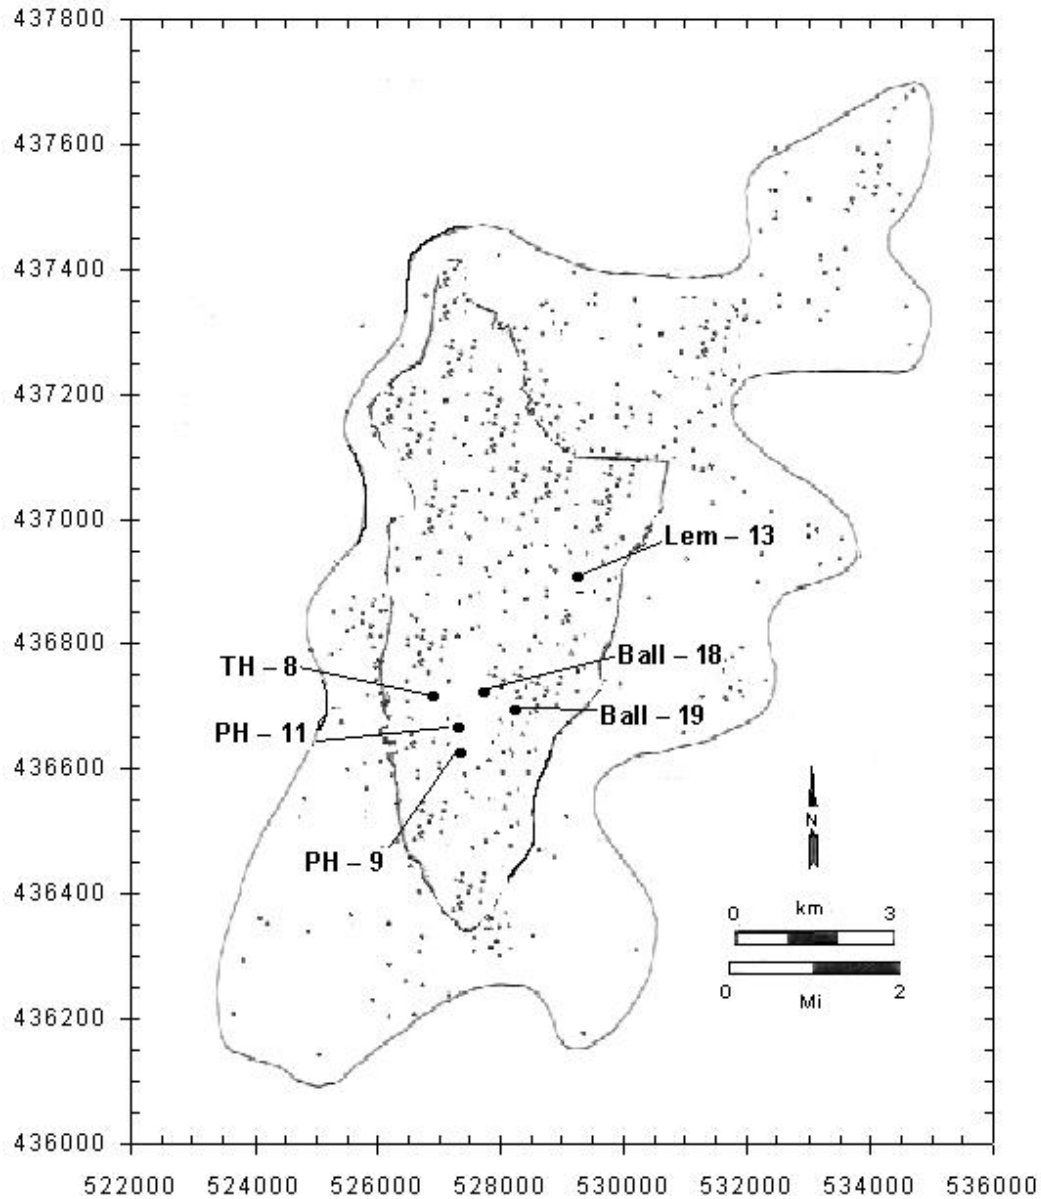 437800
437600
437400
437200
437000
Lem – 13
436800
TH – 8
Ball – 18
PH – 11
Ball – 19
436600
N
PH – 9
436400
0 km 3
0 Mi 2
436200
436000
522000 524000 526000 528000 530000 532000 534000 536000